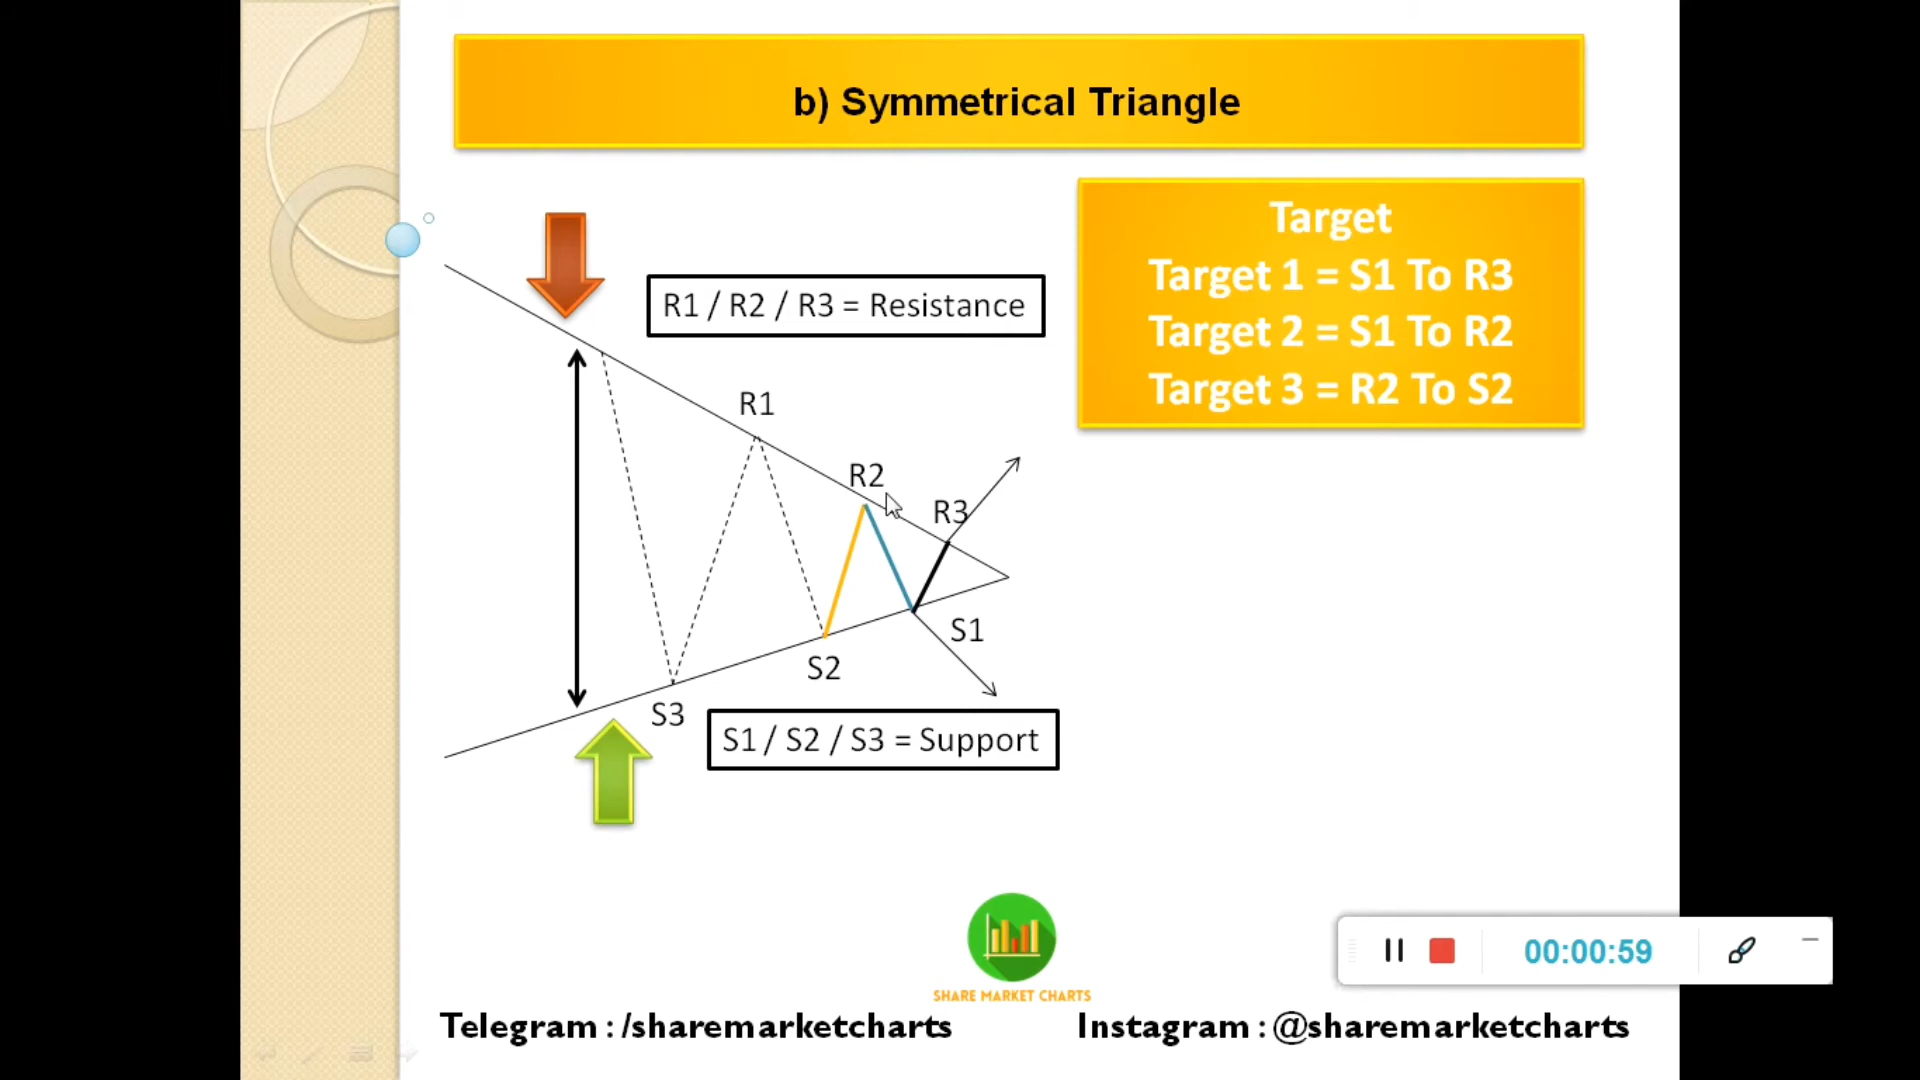 b) Symmetrical Triangle
Target
Target 1 = S1 To R3
Target 2 = S1 To R2
Target 3 = R2 To S2
R1 / R2 / R3 = Resistance
R1
R2
R3
S1
S2
S3
S1 / S2 / S3 = Support
00:00:59
SHARE MARKET CHARTS
Telegram : /sharemarketcharts
Instagram : @sharemarketcharts